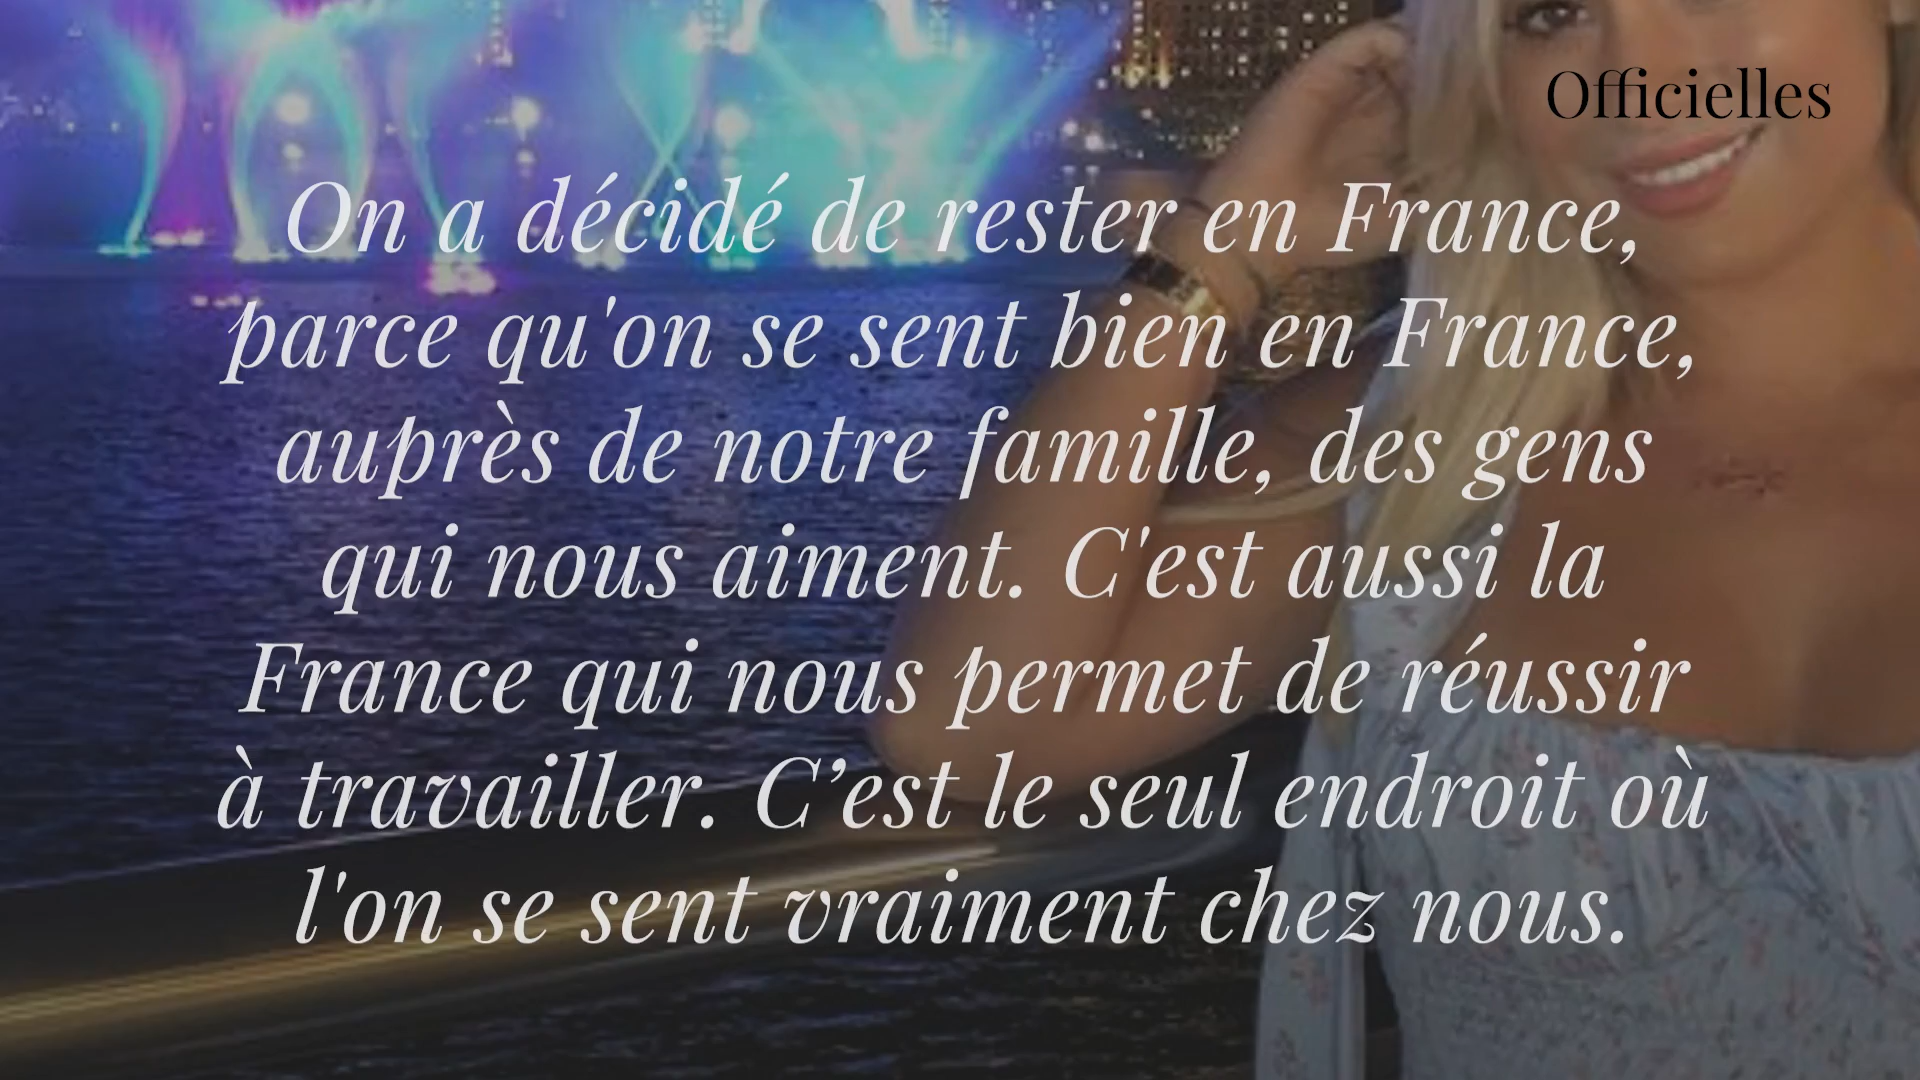 Officielles
On a décidé de rester en France,
parce qu'on se sent bien en France,
auprès de notre famille, des gens
qui nous aiment. C'est aussi la
France qui nous permet de réussir
à travailler. C’est le seul endroit où
l'on se sent vraiment chez nous.